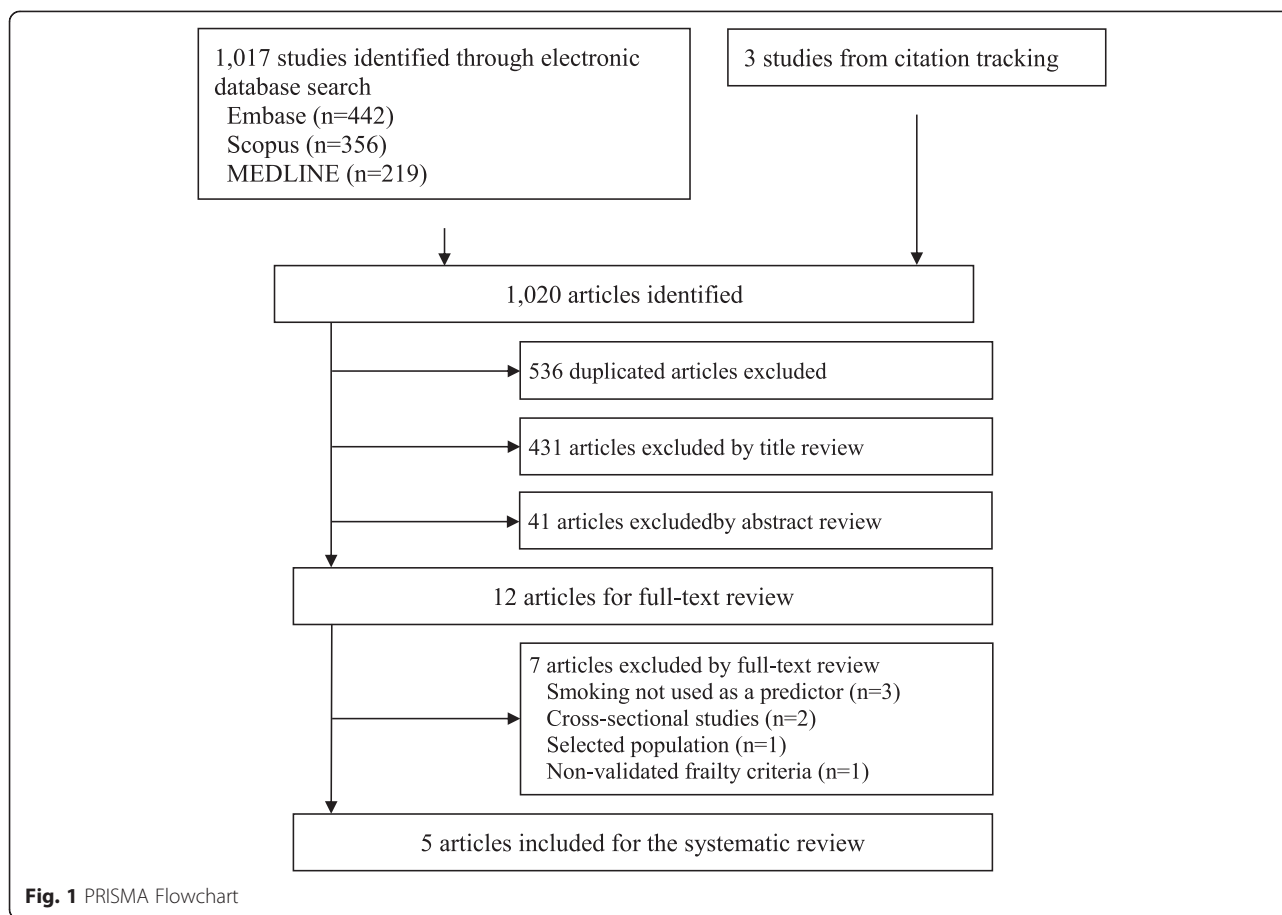 1,017 studies identified through electronic
database search
Embase (n=442)
Scopus (n=356)
MEDLINE (n=219)
3 studies from citation tracking
1,020 articles identified
536 duplicated articles excluded
431 articles excluded by title review
41 articles excludedby abstract review
12 articles for full-text review
7 articles excluded by full-text review
Smoking not used as a predictor (n=3)
Cross-sectional studies (n=2)
Selected population (n=1)
Non-validated frailty criteria (n=1)
5 articles included for the systematic review
Fig. 1 PRISMA Flowchart